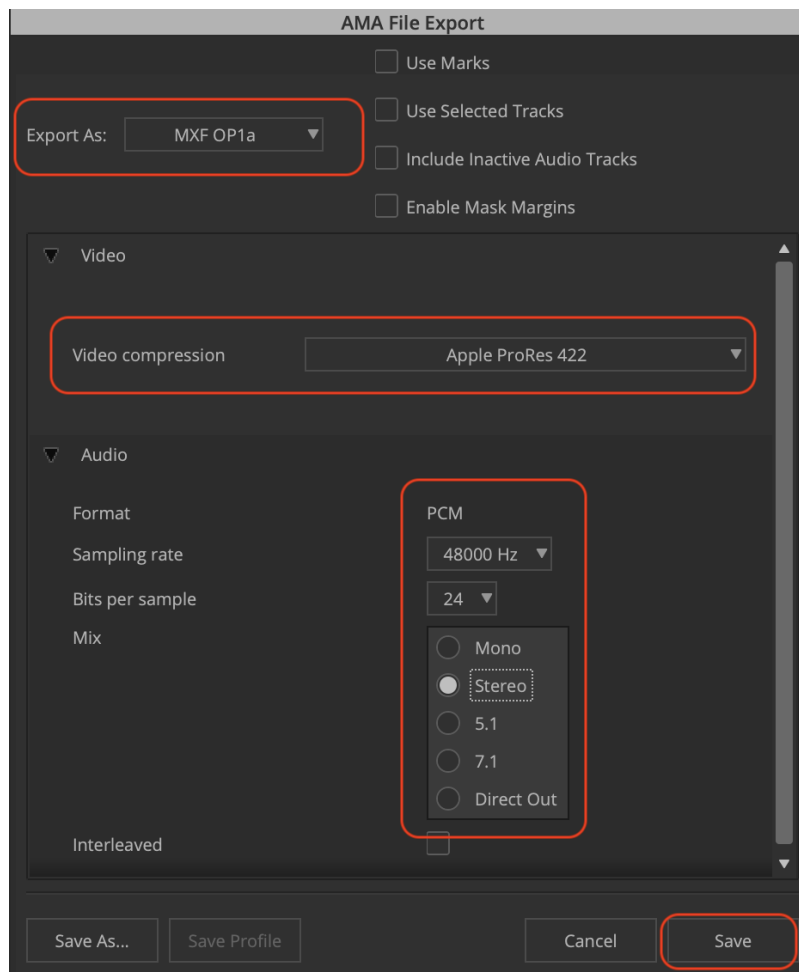 AMA File Export
Use Marks
Use Selected Tracks
Export As: MXF OP1a
Include Inactive Audio Tracks
Enable Mask Margins
Video
Video compression Apple ProRes 422
Audio
Format PCM
Sampling rate 48000 Hz
Bits per sample 24
Mix
Mono
Stereo
5.1
7.1
Direct Out
Interleaved
Save As... Save Profile Cancel Save